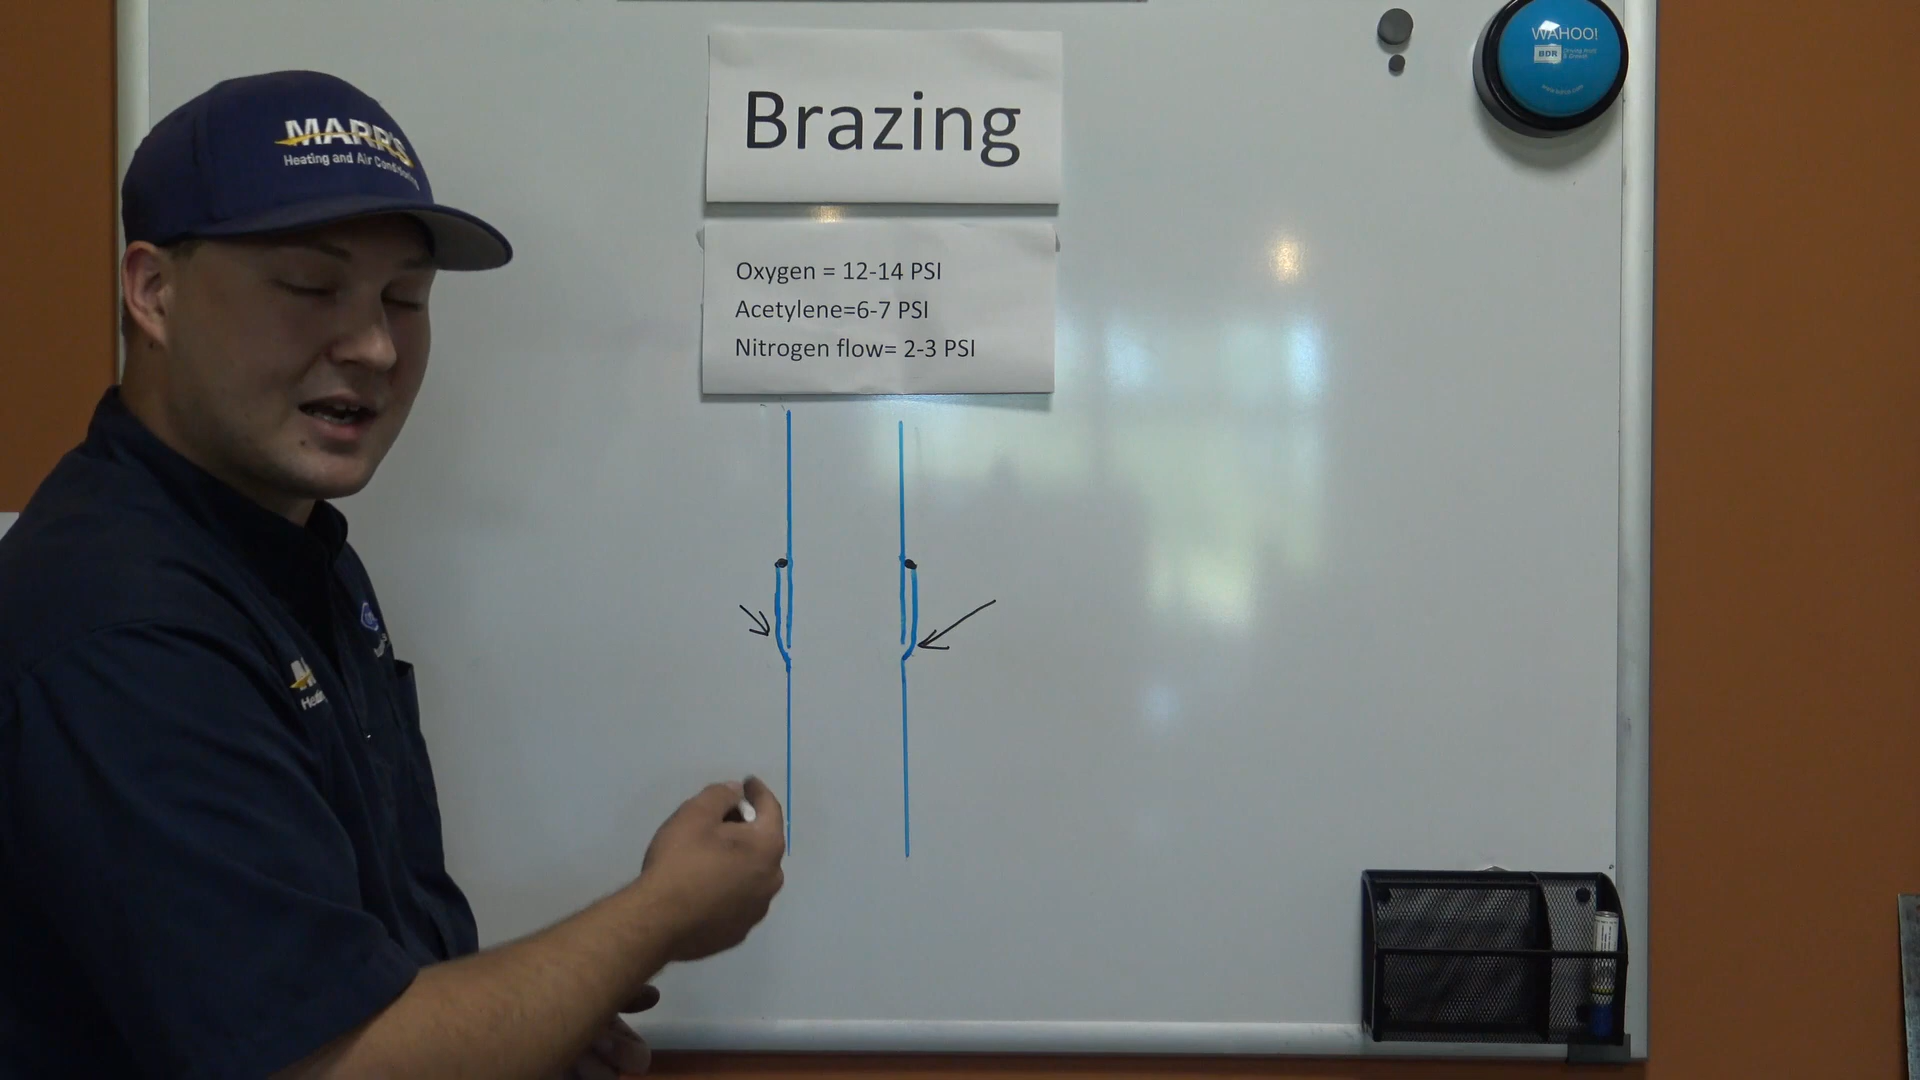 MARR'S
Heating and Air Conditioning
Brazing
Oxygen = 12-14 PSI
Acetylene=6-7 PSI
Nitrogen flow= 2-3 PSI
WAHOO!
BDR